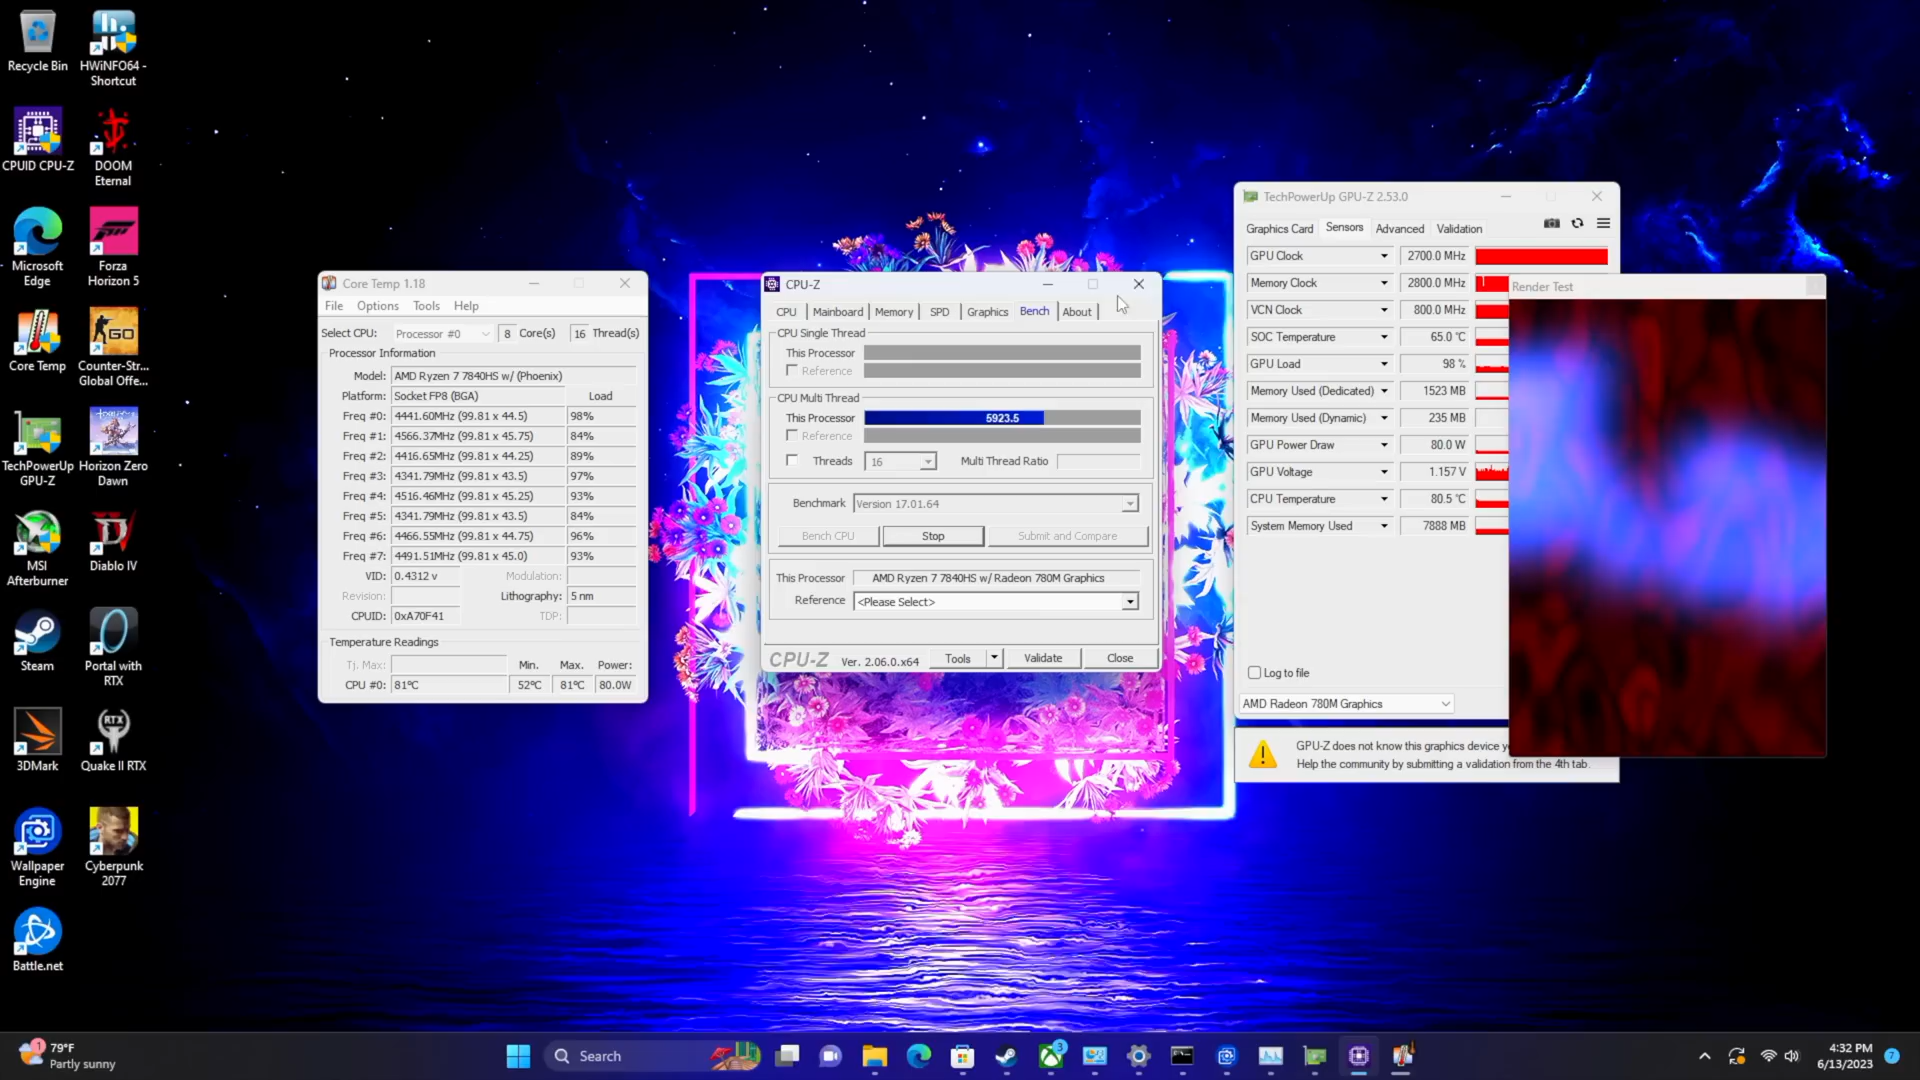 Recycle Bin
HWiNFO64 -
Shortcut
CPUID CPU-Z
DOOM
Eternal
Microsoft
Edge
Forza
Horizon 5
Core Temp
Counter-Str...
Global Offe...
GO
TechPowerUp
GPU-Z
Horizon Zero
Dawn
MSI
Afterburner
Diablo IV
Steam
Portal with
RTX
3DMark
RTX
Quake II RTX
Wallpaper
Engine
Cyberpunk
2077
Battle.net
Core Temp 1.18
File Options Tools Help
Select CPU: Processor #0 8 Core(s) 16 Thread(s)
Processor Information
Model: AMD Ryzen 7 7840HS w/ (Phoenix)
Platform: Socket FP8 (BGA) Load
Freq #0: 4441.60MHz (99.81 x 44.5) 98%
Freq #1: 4566.37MHz (99.81 x 45.75) 84%
Freq #2: 4416.65MHz (99.81 x 44.25) 89%
Freq #3: 4341.79MHz (99.81 x 43.5) 97%
Freq #4: 4516.46MHz (99.81 x 45.25) 93%
Freq #5: 4341.79MHz (99.81 x 43.5) 84%
Freq #6: 4466.55MHz (99.81 x 44.75) 96%
Freq #7: 4491.51MHz (99.81 x 45.0) 93%
VID: 0.4312 v Modulation:
Revision: Lithography: 5 nm
CPUID: 0xA70F41 TDP:
Temperature Readings
Tj. Max: Min. Max. Power:
CPU #0: 81°C 52°C 81°C 80.0W
CPU-Z
CPU Mainboard Memory SPD Graphics Bench About
CPU Single Thread
This Processor
Reference
CPU Multi Thread
This Processor 5923.5
Reference
Threads 16 Multi Thread Ratio
Benchmark Version 17.01.64
Bench CPU Stop Submit and Compare
This Processor AMD Ryzen 7 7840HS w/ Radeon 780M Graphics
Reference <Please Select>
CPU-Z Ver. 2.06.0.x64 Tools Validate Close
TechPowerUp GPU-Z 2.53.0
Graphics Card Sensors Advanced Validation
GPU Clock 2700.0 MHz
Memory Clock 2800.0 MHz
VCN Clock 800.0 MHz
SOC Temperature 65.0 °C
GPU Load 98 %
Memory Used (Dedicated) 1523 MB
Memory Used (Dynamic) 235 MB
GPU Power Draw 80.0 W
GPU Voltage 1.157 V
CPU Temperature 80.5 °C
System Memory Used 7888 MB
Log to file
AMD Radeon 780M Graphics
GPU-Z does not know this graphics device y
Help the community by submitting a validation from the 4th tab.
Render Test
1
79°F
Partly sunny
Search
3
4:32 PM
6/13/2023
7